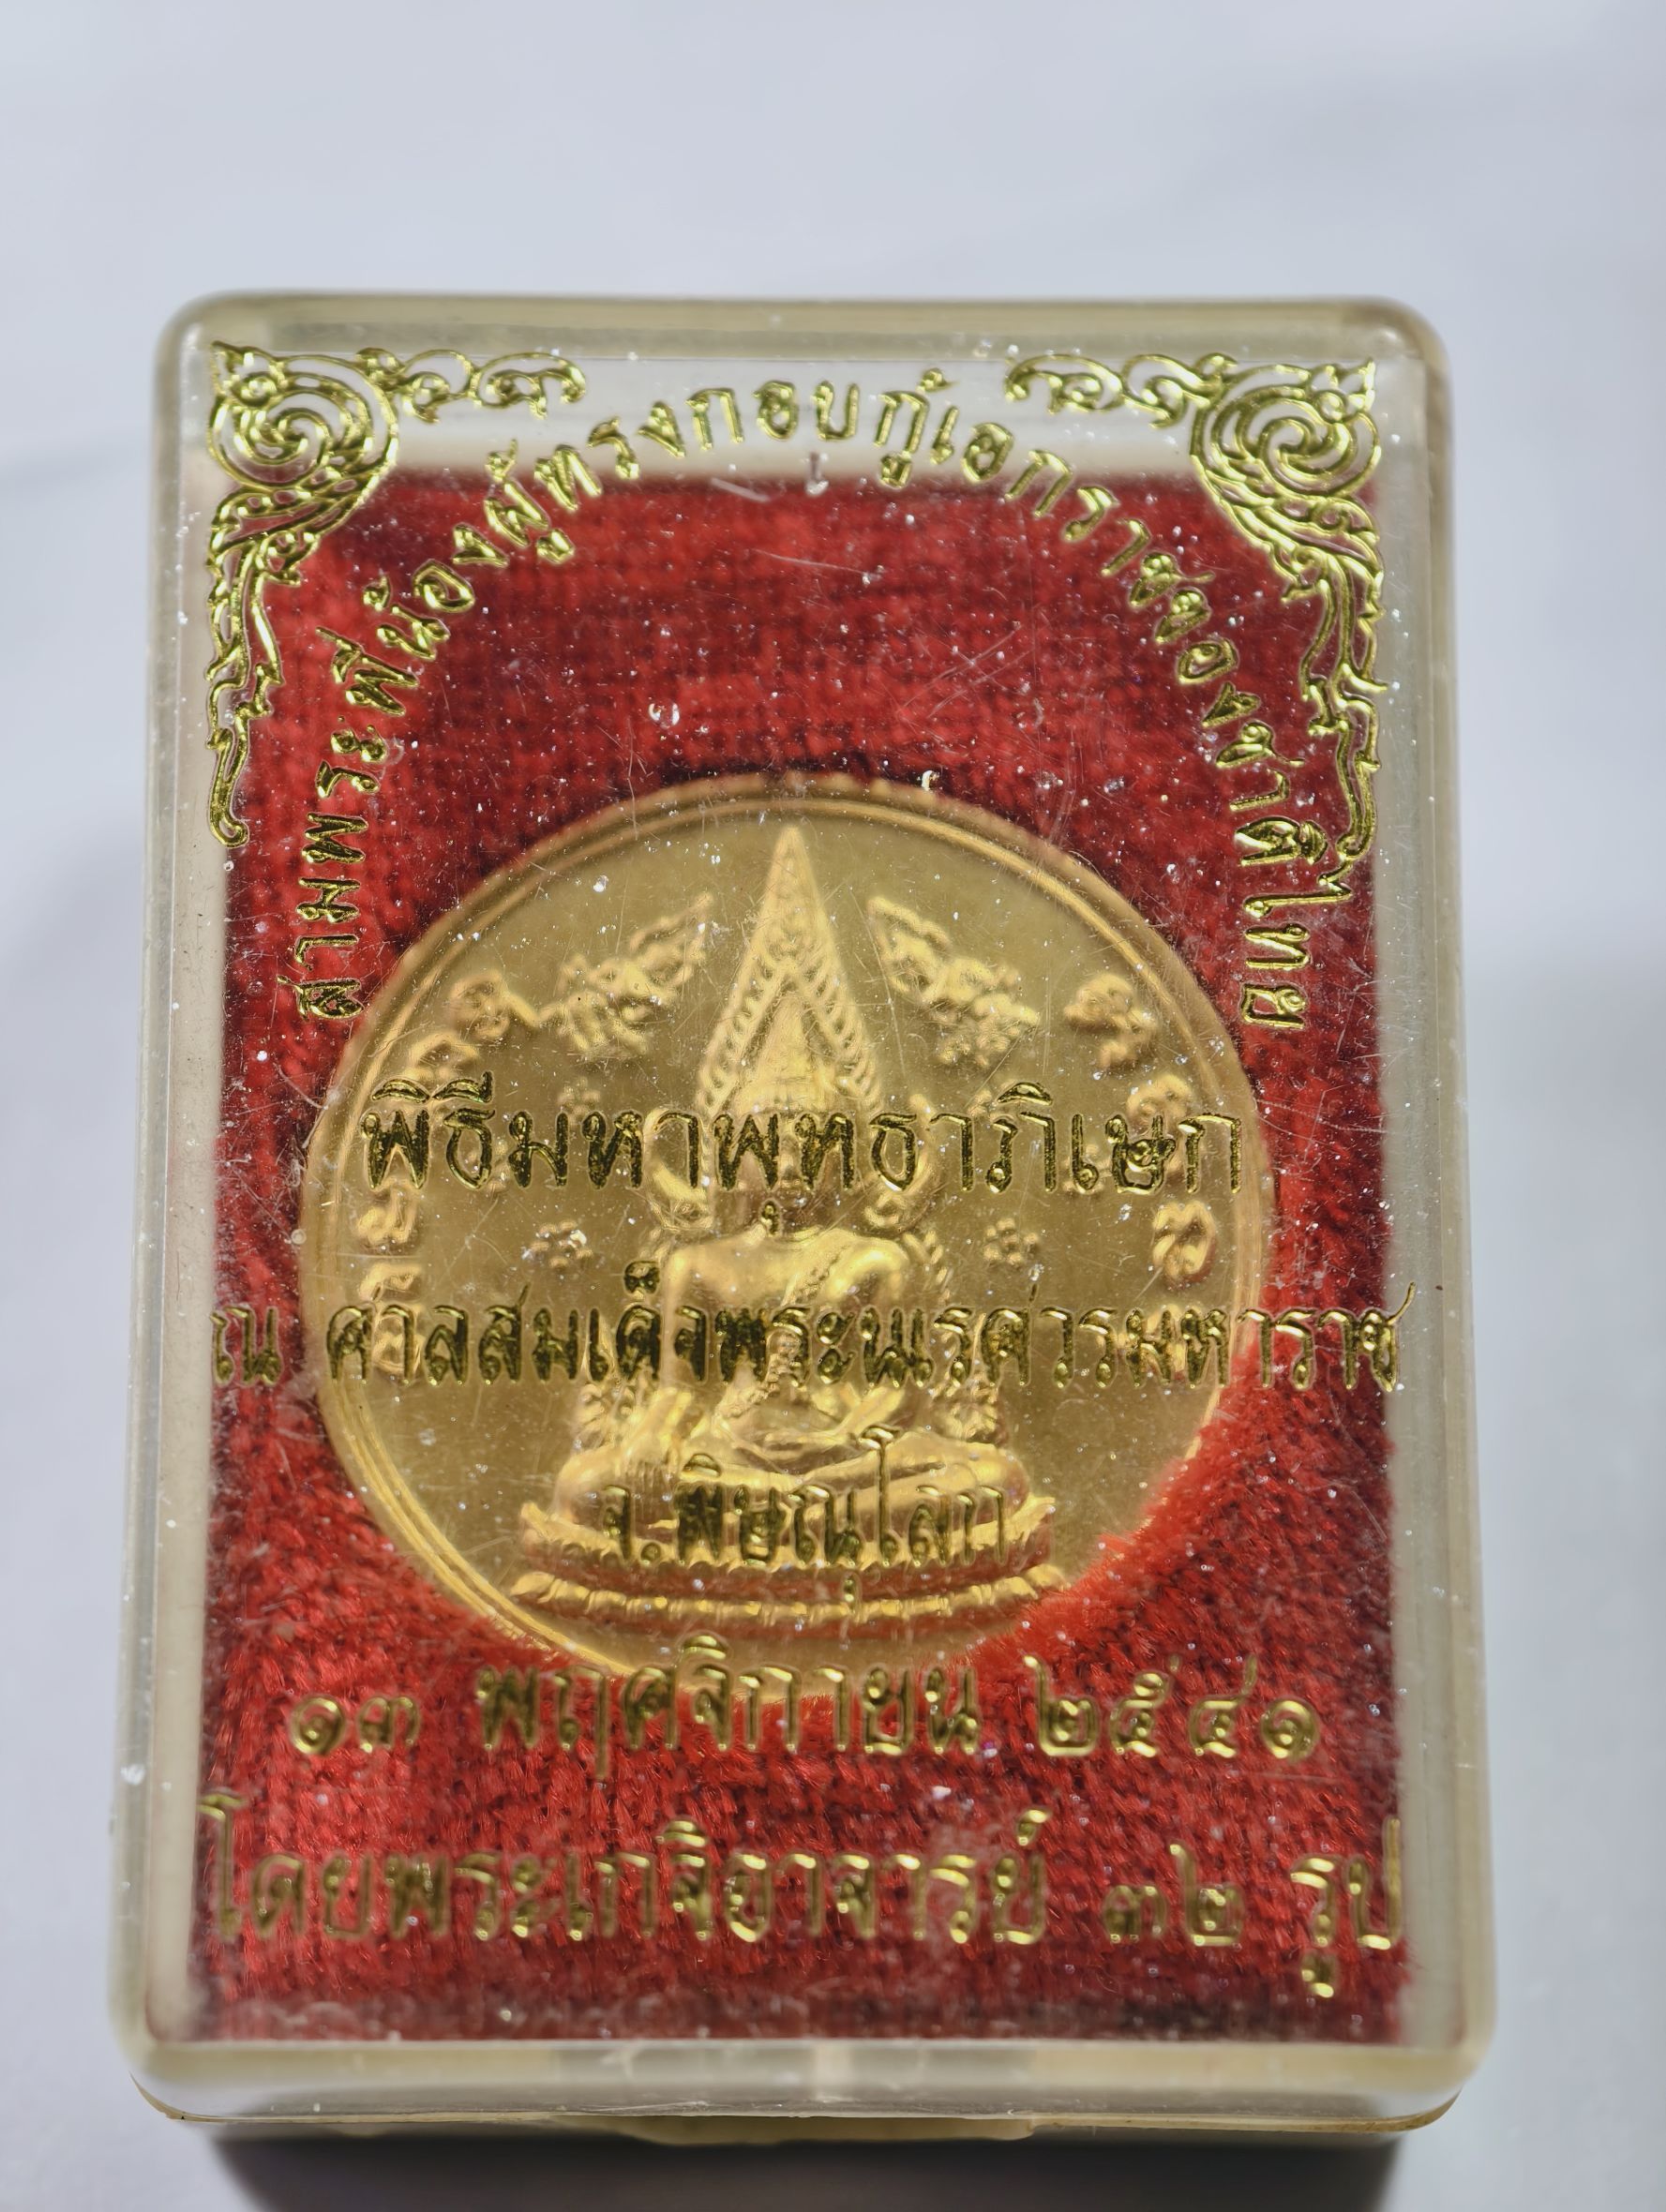 สามพระพี่น้องผู้ทรงกอบกู้เอกราชของชาติไทย
พิธีมหาพุทธาภิเษก
ณ ศาลสมเด็จพระนเรศวรมหาราช
จ.พิษณุโลก
๑๓ พฤศจิกายน ๒๕๔๑
โดยพระเกจิอาจารย์ ๓๒ รูป